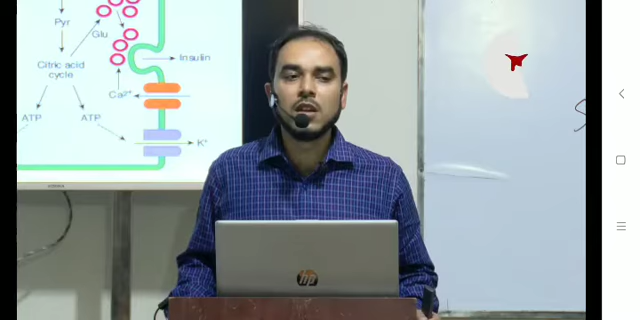 Pyr
Glu
Citric acid
cycle
ATP
ATP
Ca²⁺
Insulin
K⁺
hp